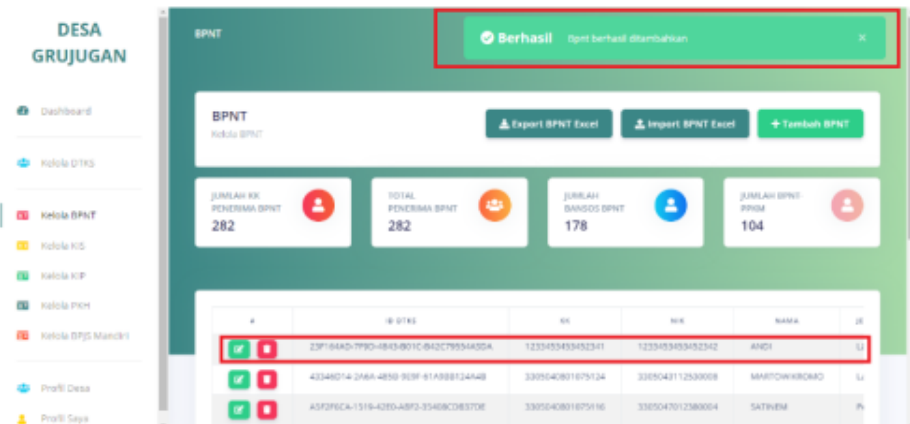 DESA
GRUJUGAN
BPNT
Berhasil Bpnt berhasil ditambahkan ×
Dashboard
Kelola DTKS
Kelola BPNT
Kelola KIS
Kelola KIP
Kelola PKH
Kelola BPJS Mandiri
Profil Desa
Profil Saya
BPNT
Kelola BPNT
Export BPNT Excel
Import BPNT Excel
+ Tambah BPNT
JUMLAH KK
PENERIMA BPNT
282
TOTAL
PENERIMA BPNT
282
JUMLAH
BANSOS BPNT
178
JUMLAH BPNT-
PPKM
104
# ID DTKS KK NIK NAMA JE
1233453453452341 1233453453452342 ANDI
3305040801075124 3305043112530008 MARTOWIKROMO
3305040801075116 3305047012580004 SATINEM